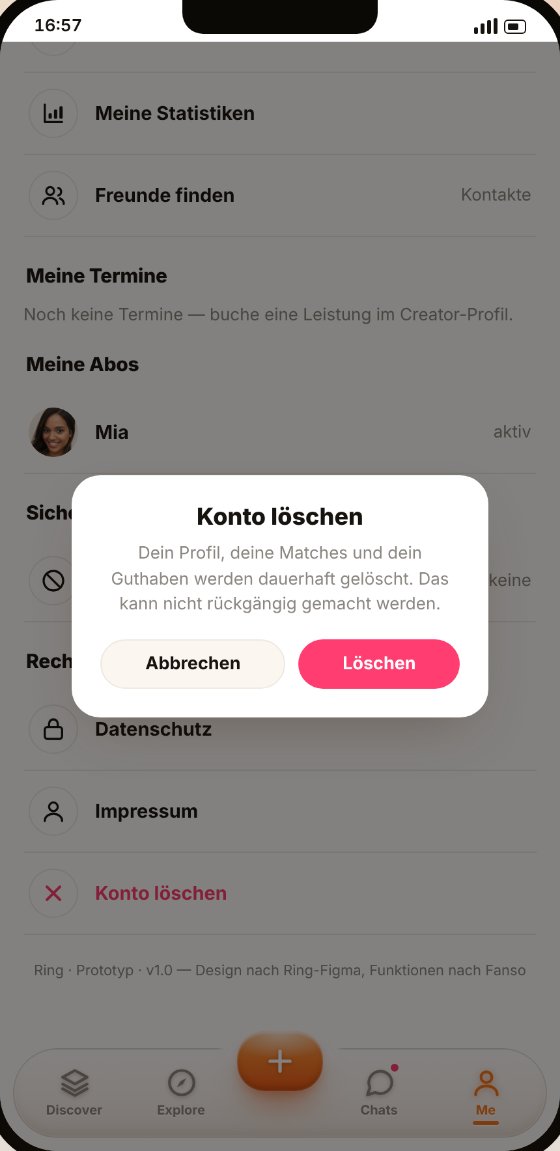 16:57
Meine Statistiken
Freunde finden
Kontakte
Meine Termine
Noch keine Termine — buche eine Leistung im Creator-Profil.
Meine Abos
Mia
aktiv
Siche
keine
Konto löschen
Dein Profil, deine Matches und dein
Guthaben werden dauerhaft gelöscht. Das
kann nicht rückgängig gemacht werden.
Abbrechen
Löschen
Rech
Datenschutz
Impressum
Konto löschen
Ring · Prototyp · v1.0 — Design nach Ring-Figma, Funktionen nach Fanso
Discover
Explore
Chats
Me